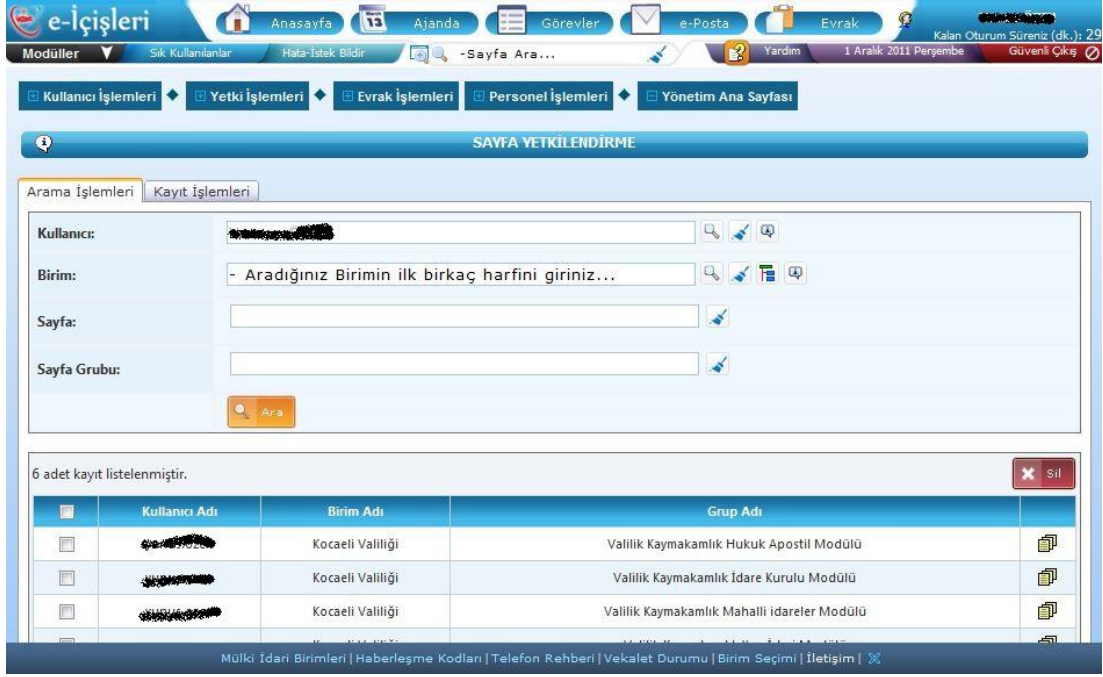 e-İçişleri Anasayfa Ajanda Görevler e-Posta Evrak
Kalan Oturum Süreniz (dk.): 29
Modüller Sık Kullanılanlar Hata-İstek Bildir -Sayfa Ara... Yardım 1 Aralık 2011 Perşembe Güvenli Çıkış
Kullanıcı İşlemleri Yetki İşlemleri Evrak İşlemleri Personel İşlemleri Yönetim Ana Sayfası
SAYFA YETKİLENDİRME
Arama İşlemleri Kayıt İşlemleri
Kullanıcı:
Birim: - Aradığınız Birimin ilk birkaç harfini giriniz...
Sayfa:
Sayfa Grubu:
Ara
6 adet kayıt listelenmiştir. Sil
Kullanıcı Adı Birim Adı Grup Adı
Kocaeli Valiliği Valilik Kaymakamlık Hukuk Apostil Modülü
Kocaeli Valiliği Valilik Kaymakamlık İdare Kurulu Modülü
Kocaeli Valiliği Valilik Kaymakamlık Mahalli idareler Modülü
Mülki İdari Birimleri | Haberleşme Kodları | Telefon Rehberi | Vekalet Durumu | Birim Seçimi | İletişim |